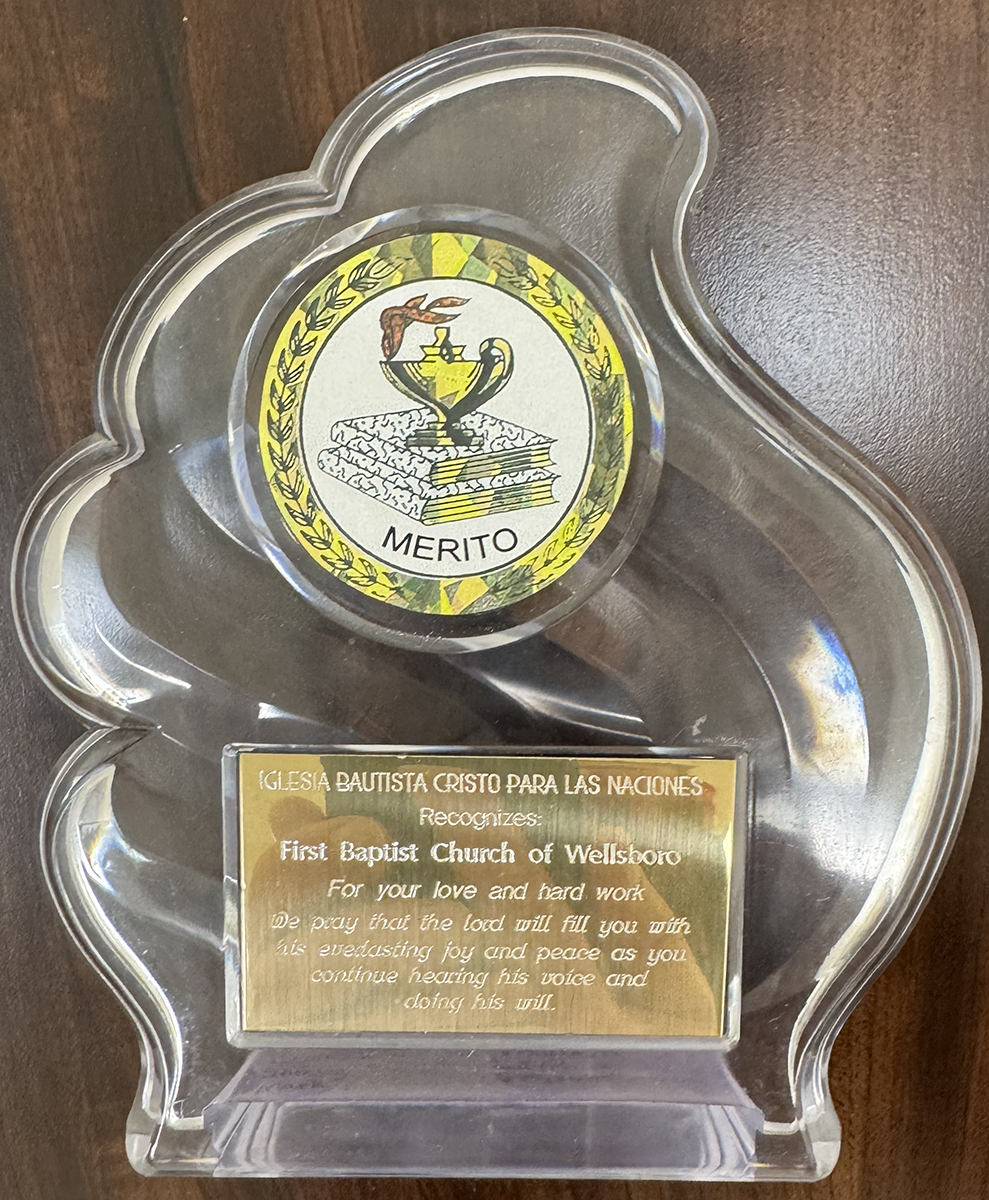 MERITO
IGLESIA BAUTISTA CRISTO PARA LAS NACIONES
Recognizes:
First Baptist Church of Wellsboro
For your love and hard work
We pray that the lord will fill you with
his everlasting joy and peace as you
continue hearing his voice and
doing his will.